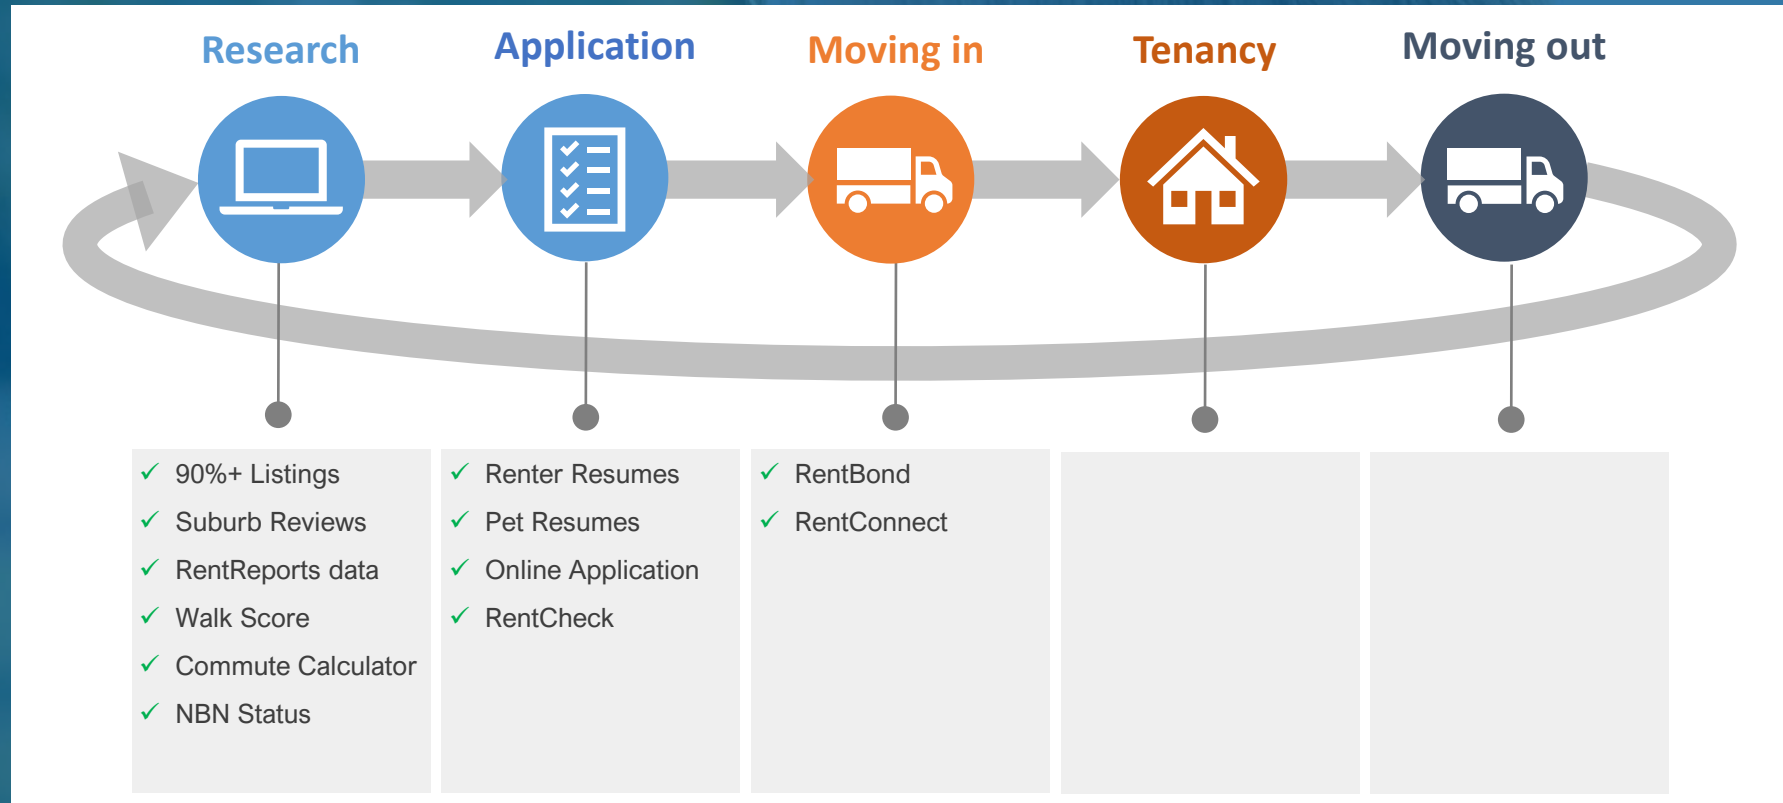 Research
Application
Moving in
Tenancy
Moving out
90%+ Listings
Suburb Reviews
RentReports data
Walk Score
Commute Calculator
NBN Status
Renter Resumes
Pet Resumes
Online Application
RentCheck
RentBond
RentConnect